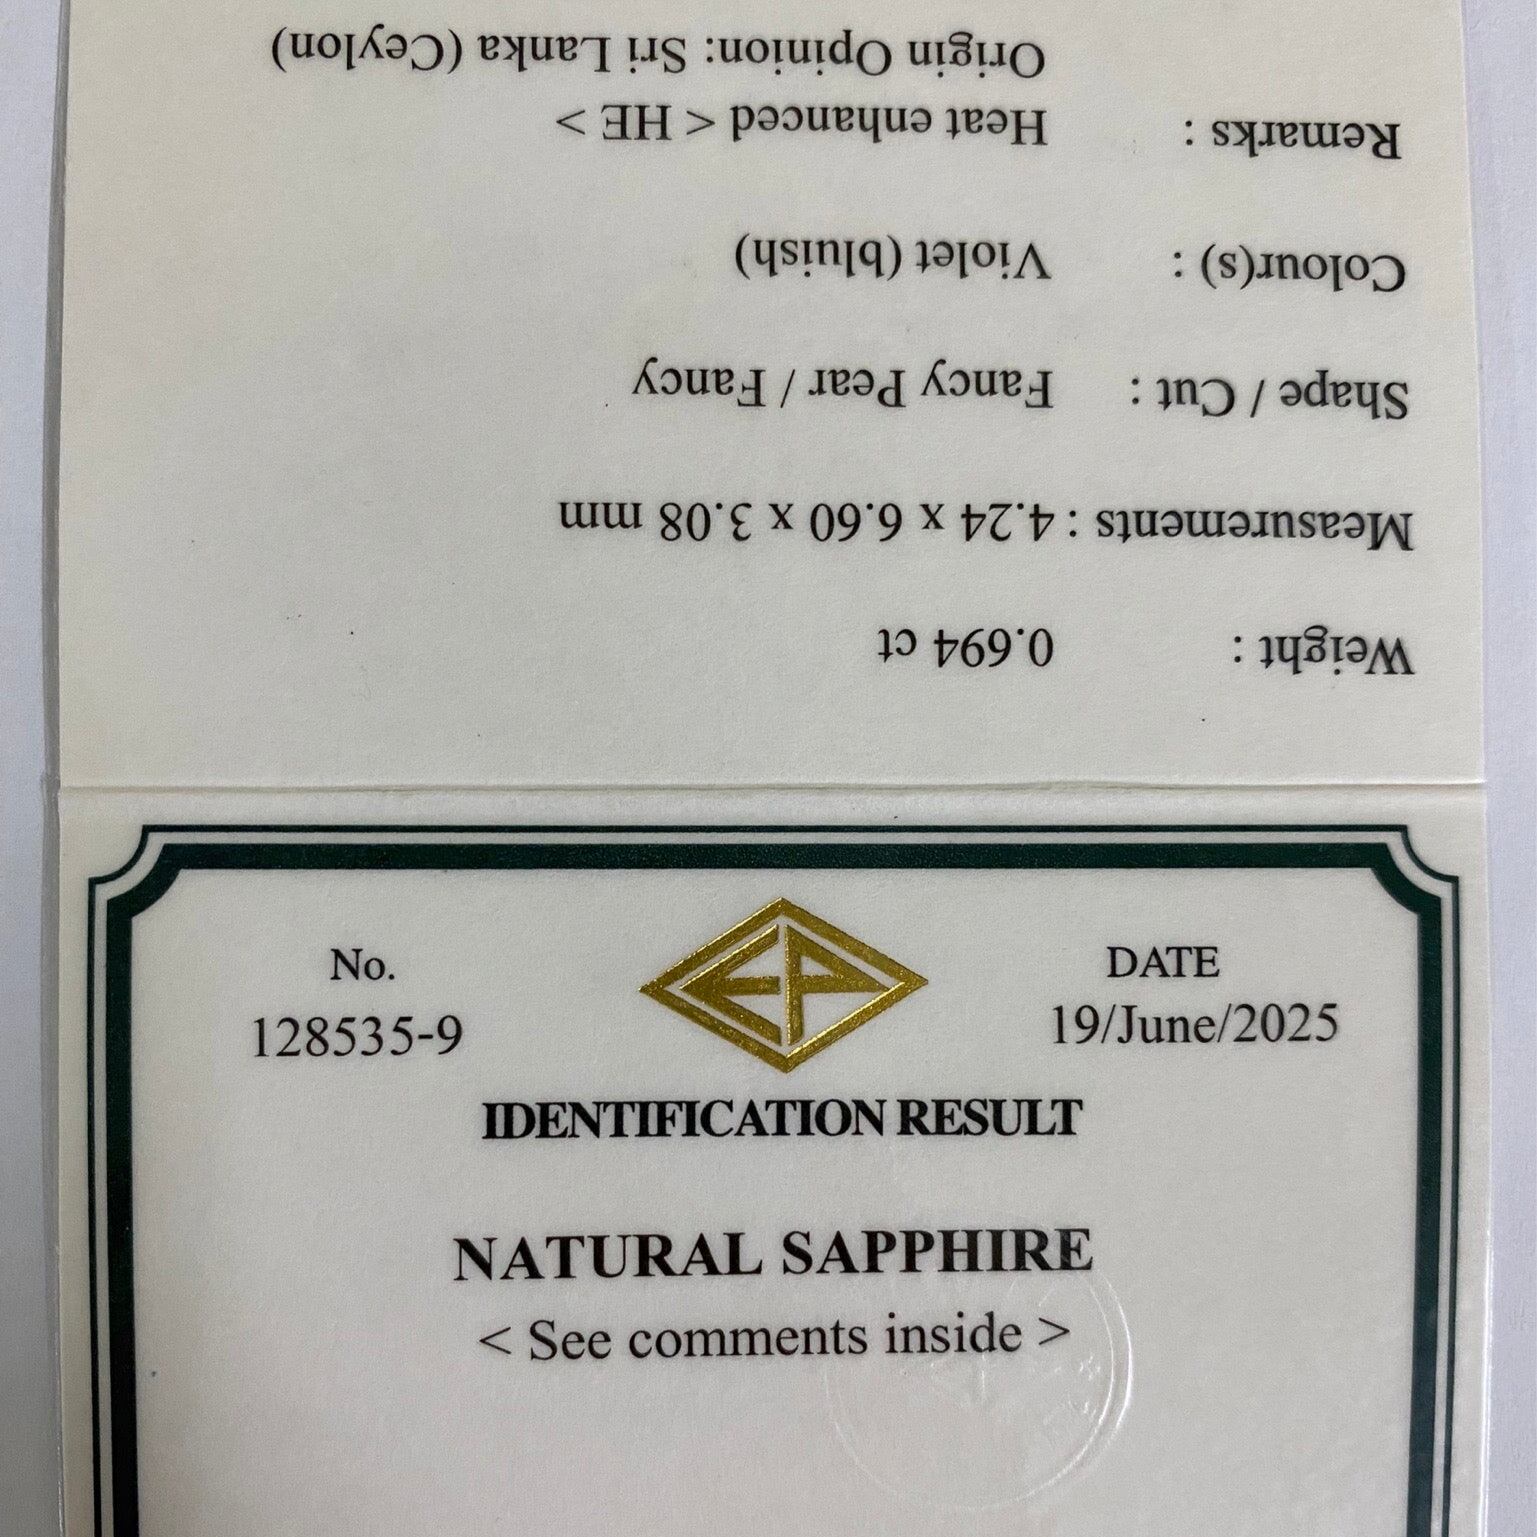 No.
128535-9
EP
DATE
19/June/2025
IDENTIFICATION RESULT
NATURAL SAPPHIRE
< See comments inside >
Weight : 0.694 ct
Measurements : 4.24 x 6.60 x 3.08 mm
Shape / Cut : Fancy Pear / Fancy
Colour(s) : Violet (bluish)
Remarks : Heat enhanced < HE >
Origin Opinion: Sri Lanka (Ceylon)